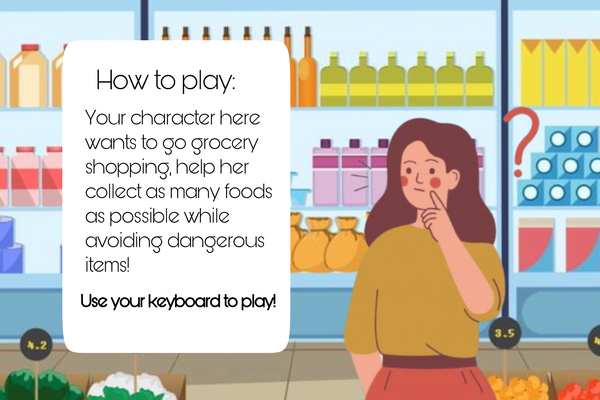 How to play:
Your character here
wants to go grocery
shopping, help her
collect as many foods
as possible while
avoiding dangerous
items!
Use your keyboard to play!
?
4.2
3.5